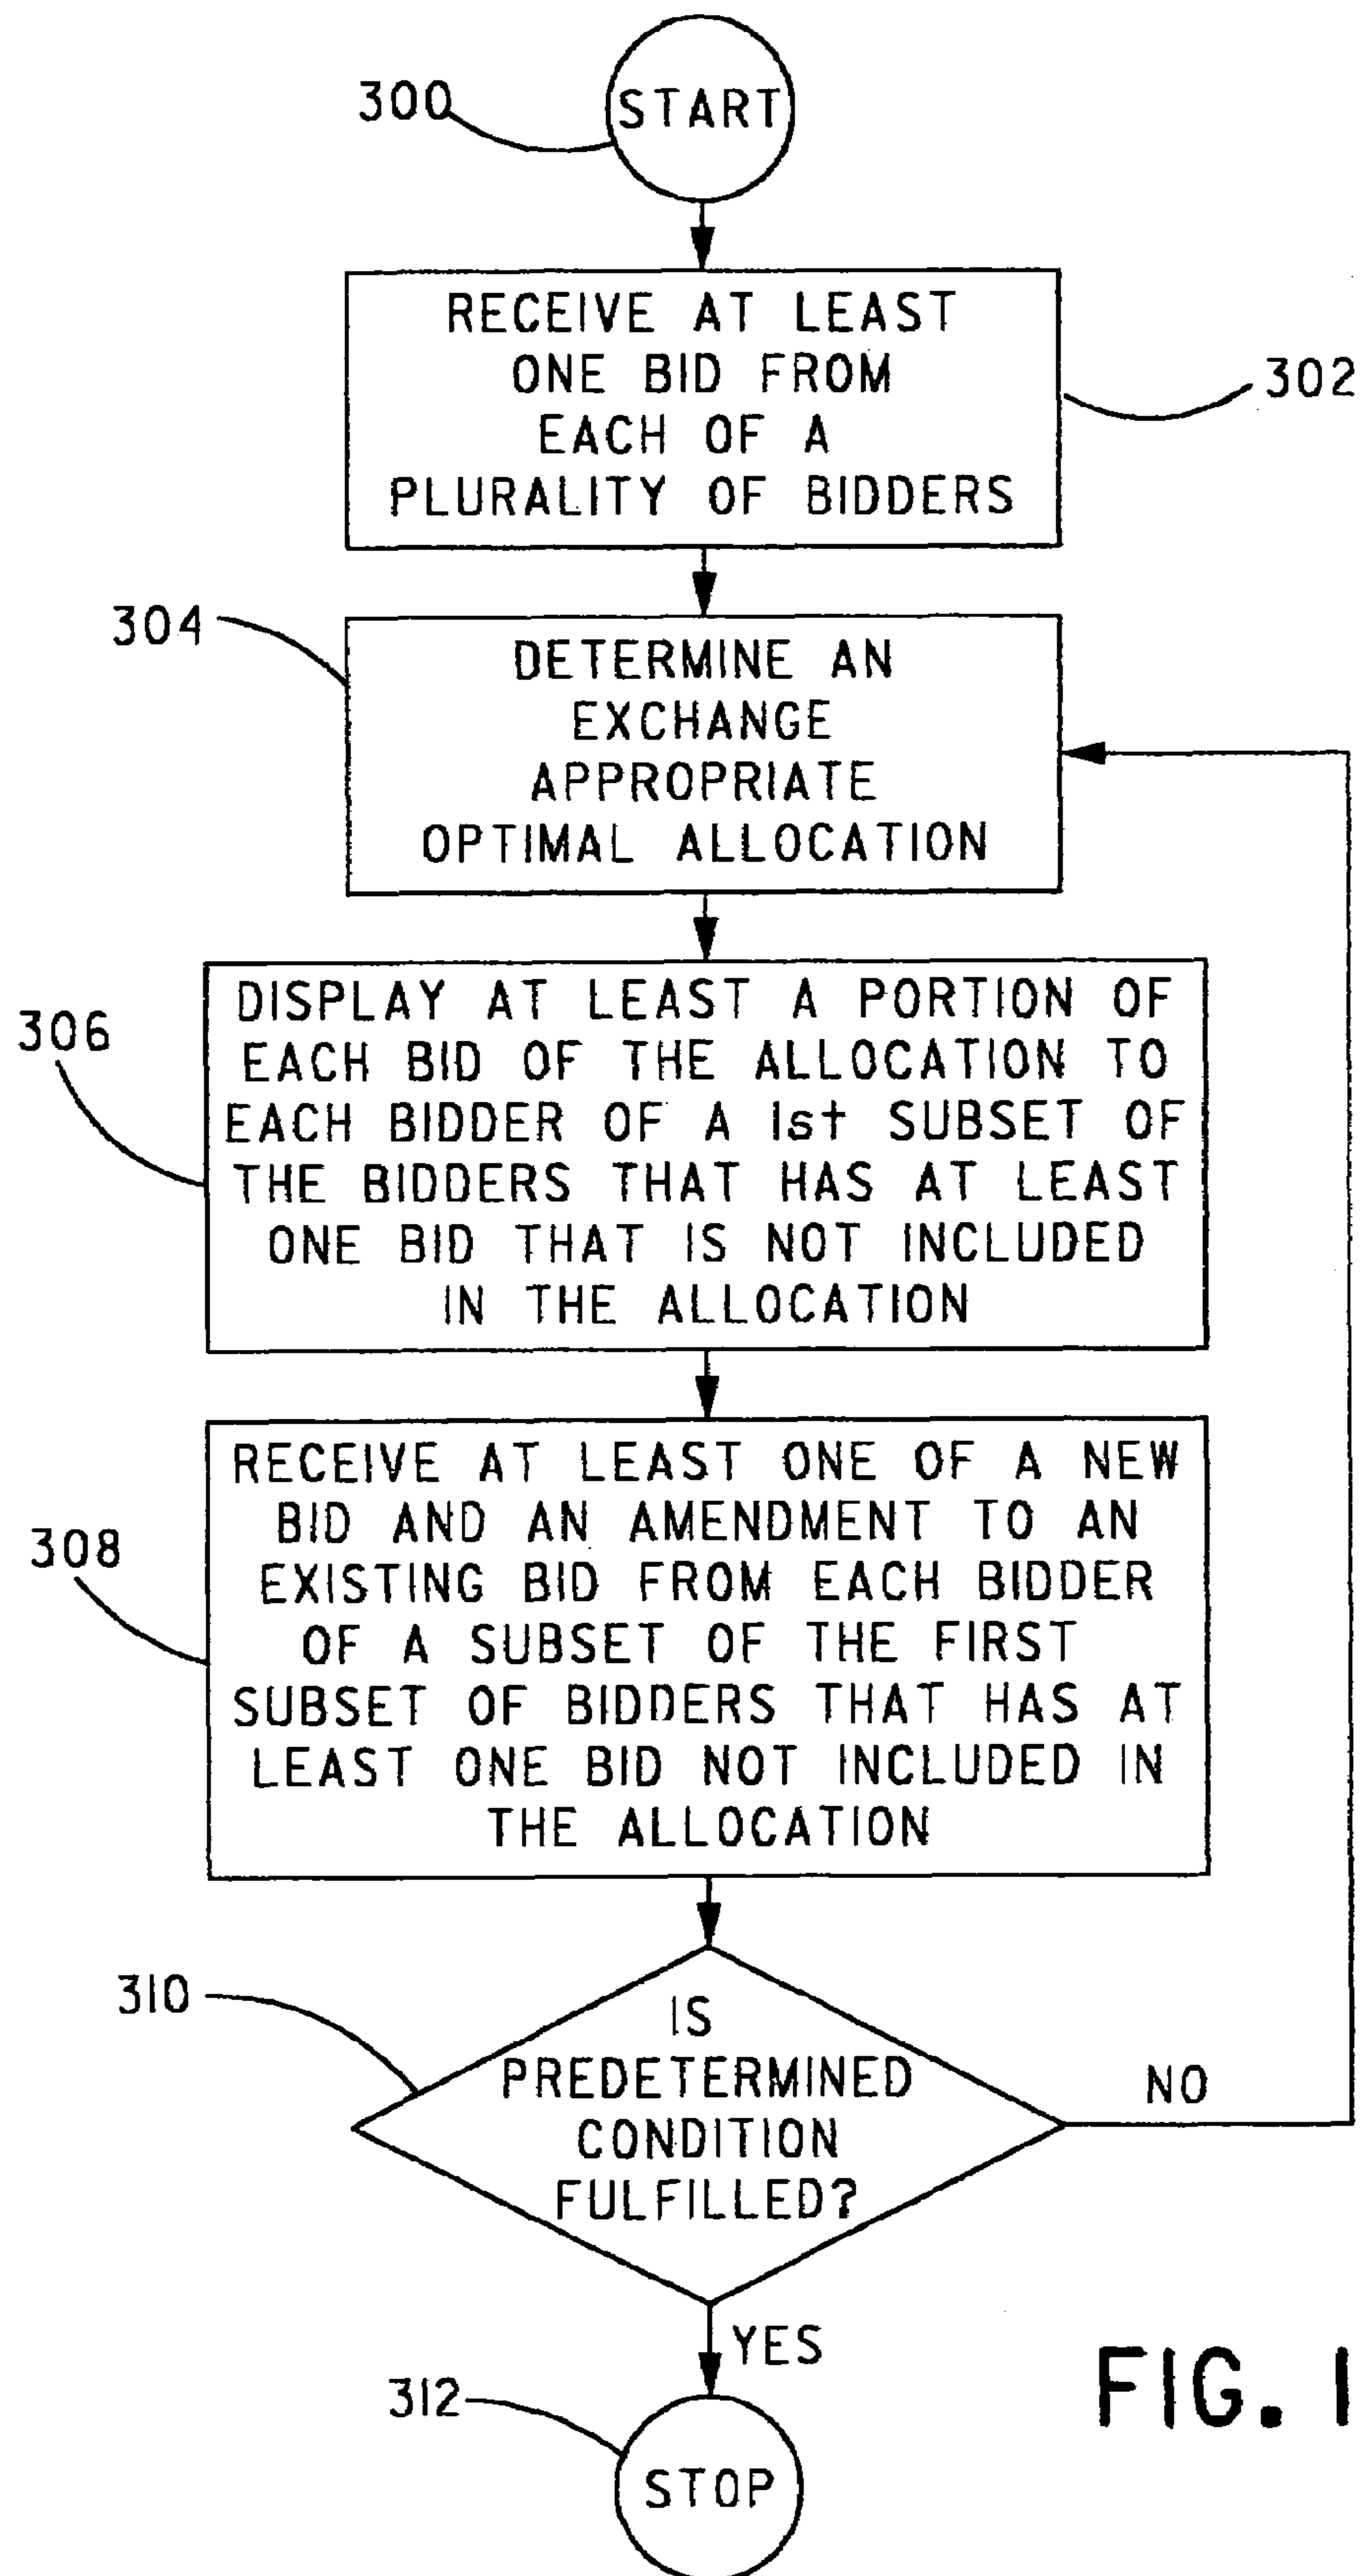 300
START
RECEIVE AT LEAST
ONE BID FROM
EACH OF A
PLURALITY OF BIDDERS
302
304
DETERMINE AN
EXCHANGE
APPROPRIATE
OPTIMAL ALLOCATION
306
DISPLAY AT LEAST A PORTION OF
EACH BID OF THE ALLOCATION TO
EACH BIDDER OF A 1st SUBSET OF
THE BIDDERS THAT HAS AT LEAST
ONE BID THAT IS NOT INCLUDED
IN THE ALLOCATION
308
RECEIVE AT LEAST ONE OF A NEW
BID AND AN AMENDMENT TO AN
EXISTING BID FROM EACH BIDDER
OF A SUBSET OF THE FIRST
SUBSET OF BIDDERS THAT HAS AT
LEAST ONE BID NOT INCLUDED IN
THE ALLOCATION
310
IS
PREDETERMINED
CONDITION
FULFILLED?
NO
YES
312
STOP
FIG. 1